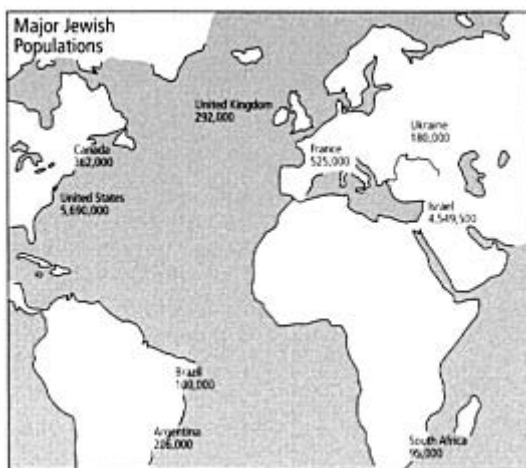 Major Jewish
Populations
United Kingdom
292,000
Ukraine
180,000
Canada
362,000
France
525,000
United States
5,690,000
Israel
4,549,500
Brazil
100,000
Argentina
206,000
South Africa
95,000